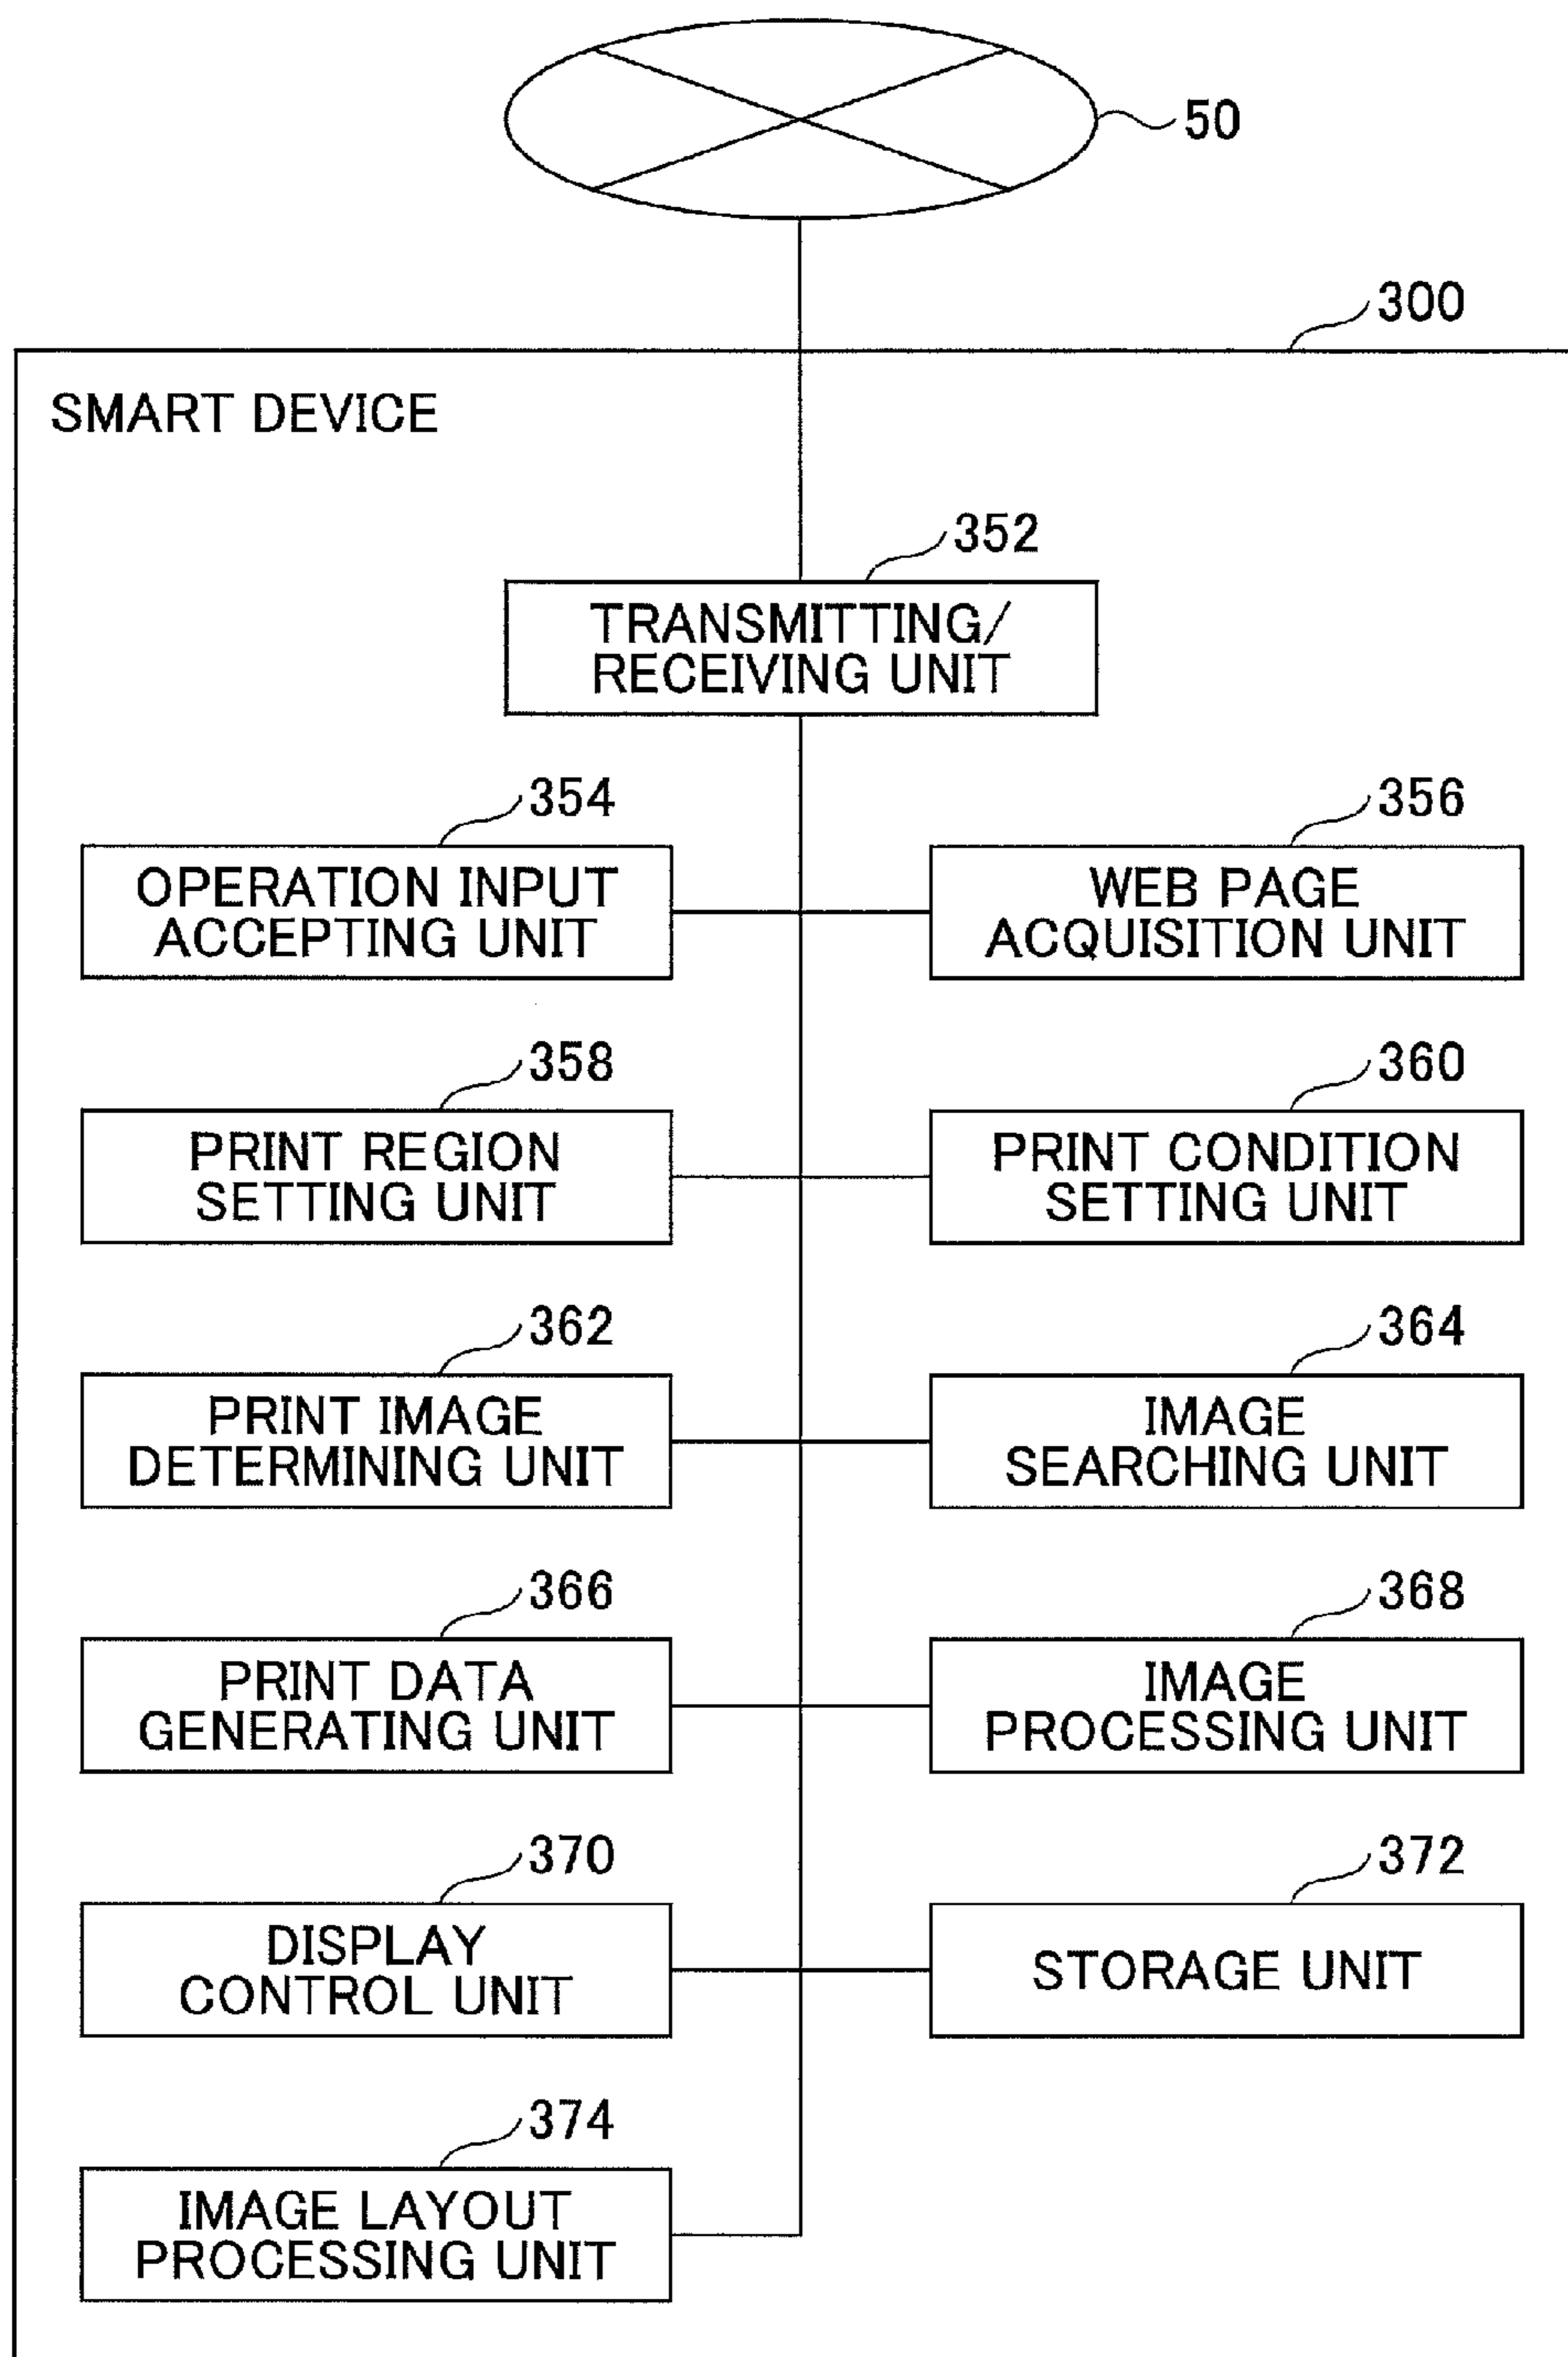 50
300
SMART DEVICE
352
TRANSMITTING/
RECEIVING UNIT
354
OPERATION INPUT
ACCEPTING UNIT
356
WEB PAGE
ACQUISITION UNIT
358
PRINT REGION
SETTING UNIT
360
PRINT CONDITION
SETTING UNIT
362
PRINT IMAGE
DETERMINING UNIT
364
IMAGE
SEARCHING UNIT
366
PRINT DATA
GENERATING UNIT
368
IMAGE
PROCESSING UNIT
370
DISPLAY
CONTROL UNIT
372
STORAGE UNIT
374
IMAGE LAYOUT
PROCESSING UNIT